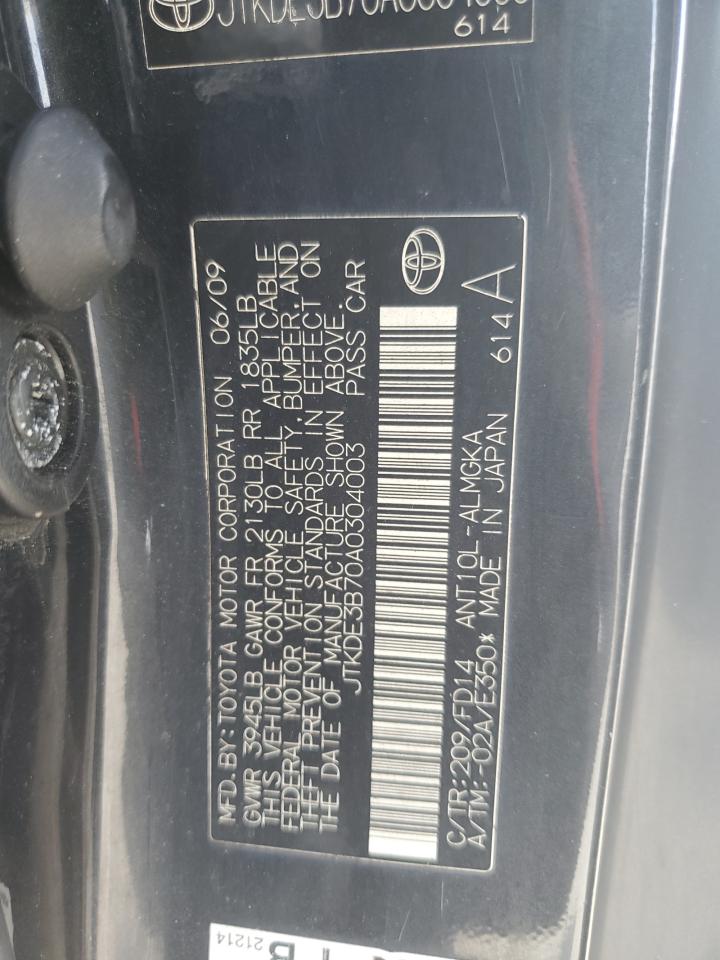 614
MFD.BY:TOYOTA MOTOR CORPORATION 06/09
GVWR 3945LB GAWR FR 2130LB RR 1835LB
THIS VEHICLE CONFORMS TO ALL APPLICABLE
FEDERAL MOTOR VEHICLE SAFETY,BUMPER,AND
THEFT PREVENTION STANDARDS IN EFFECT ON
THE DATE OF MANUFACTURE SHOWN ABOVE.
JTKDE3B70A0304003 PASS CAR
C/TR:209/FD14 ANT10L-ALMGKA
A/TM:-02A/E350* MADE IN JAPAN 614 A
21214